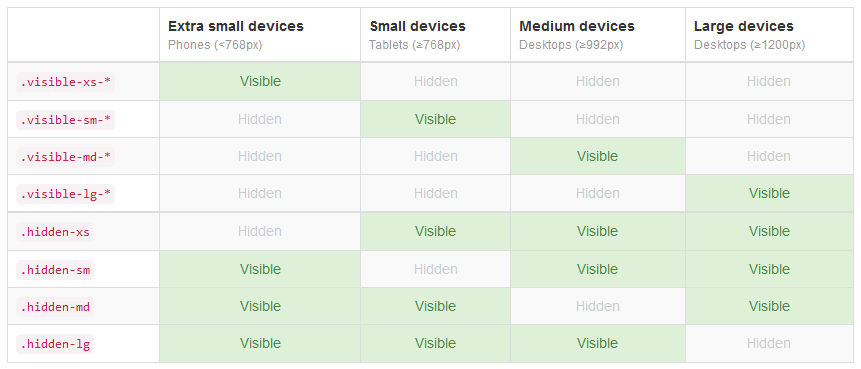 Extra small devices Small devices Medium devices Large devices
Phones (<768px) Tablets (≥768px) Desktops (≥992px) Desktops (≥1200px)
.visible-xs-* Visible Hidden Hidden Hidden
.visible-sm-* Hidden Visible Hidden Hidden
.visible-md-* Hidden Hidden Visible Hidden
.visible-lg-* Hidden Hidden Hidden Visible
.hidden-xs Hidden Visible Visible Visible
.hidden-sm Visible Hidden Visible Visible
.hidden-md Visible Visible Hidden Visible
.hidden-lg Visible Visible Visible Hidden